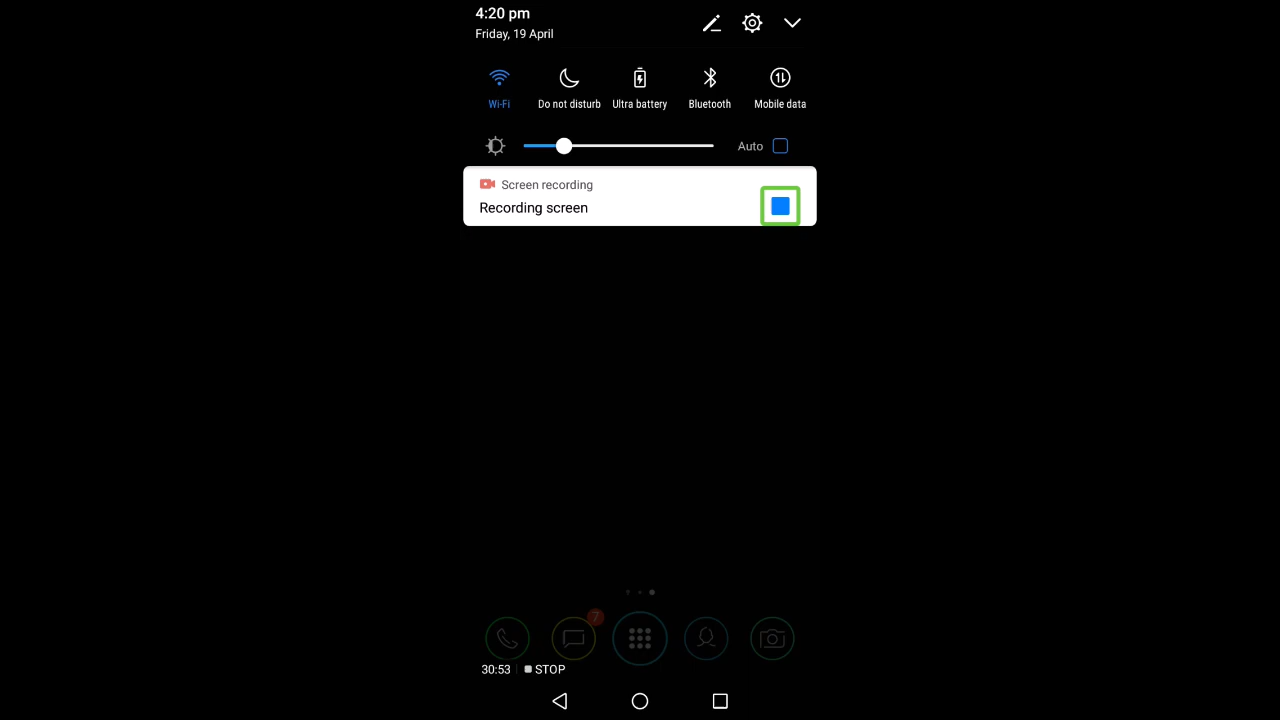 4:20 pm
Friday, 19 April
Wi-Fi
Do not disturb
Ultra battery
Bluetooth
Mobile data
Auto
Screen recording
Recording screen
7
30:53
STOP